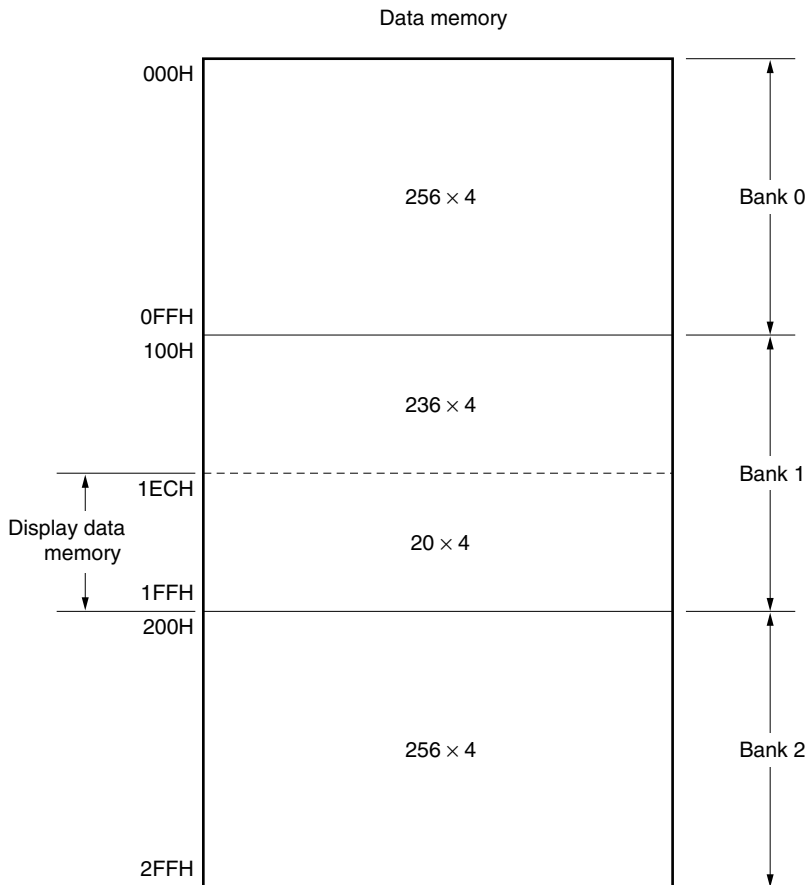 Data memory
000H
256 × 4
Bank 0
0FFH
100H
236 × 4
1ECH
Bank 1
Display data
memory
20 × 4
1FFH
200H
256 × 4
Bank 2
2FFH